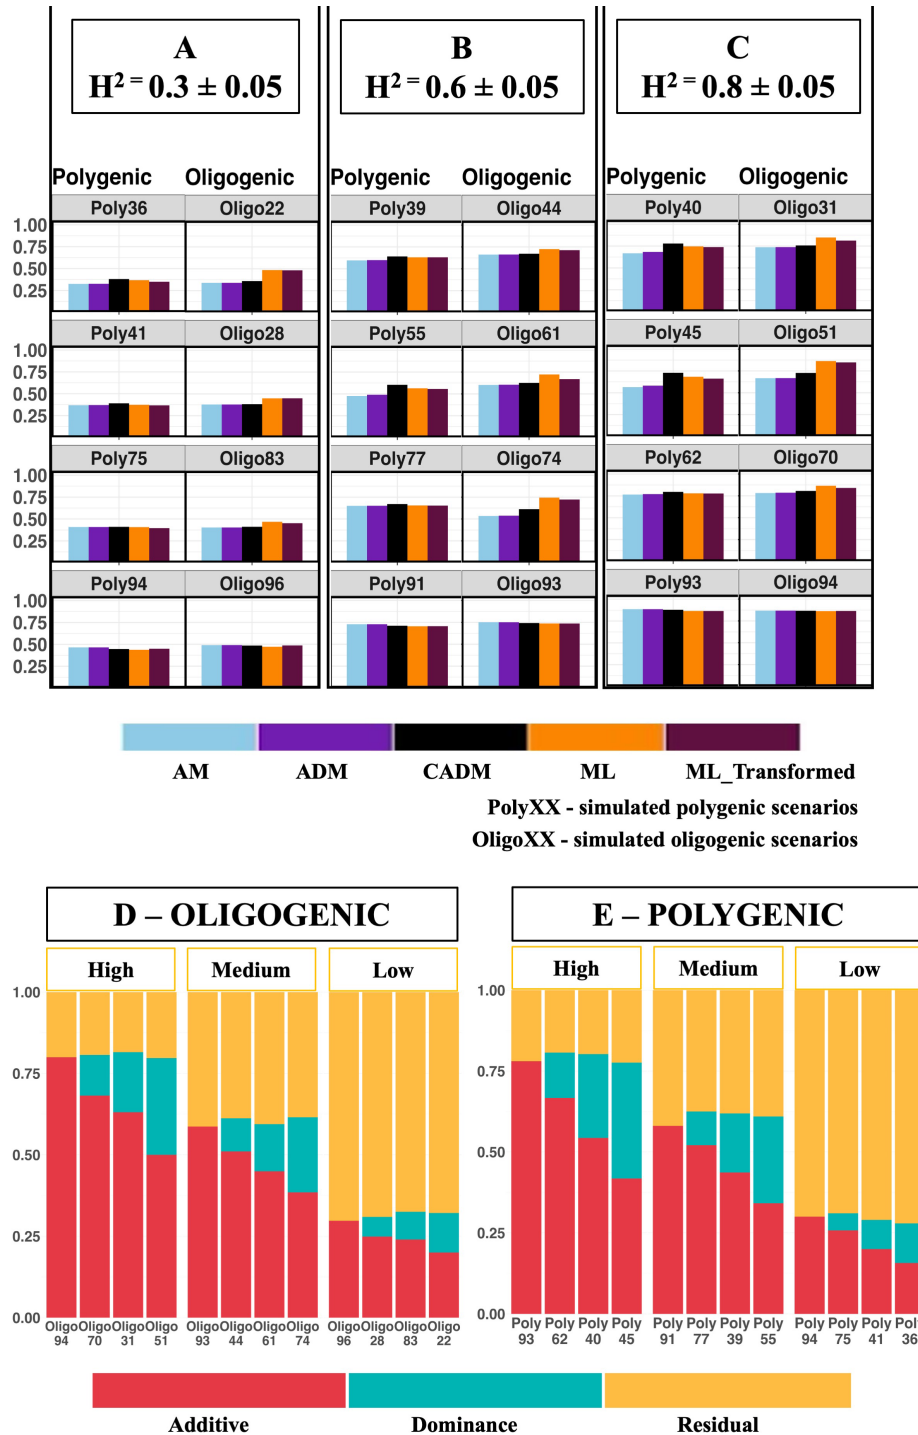 A
H² = 0.3 ± 0.05
B
H² = 0.6 ± 0.05
C
H² = 0.8 ± 0.05
Polygenic Oligogenic Polygenic Oligogenic Polygenic Oligogenic
Poly36 Oligo22 Poly39 Oligo44 Poly40 Oligo31
1.00
0.75
0.50
0.25
Poly41 Oligo28 Poly55 Oligo61 Poly45 Oligo51
1.00
0.75
0.50
0.25
Poly75 Oligo83 Poly77 Oligo74 Poly62 Oligo70
1.00
0.75
0.50
0.25
Poly94 Oligo96 Poly91 Oligo93 Poly93 Oligo94
1.00
0.75
0.50
0.25
AM ADM CADM ML ML_Transformed
PolyXX - simulated polygenic scenarios
OligoXX - simulated oligogenic scenarios
D – OLIGOGENIC
High Medium Low
1.00
0.75
0.50
0.25
0.00
Oligo Oligo Oligo Oligo Oligo Oligo Oligo Oligo Oligo Oligo Oligo Oligo
94 70 31 51 93 44 61 74 96 28 83 22
E – POLYGENIC
High Medium Low
1.00
0.75
0.50
0.25
0.00
Poly Poly Poly Poly Poly Poly Poly Poly Poly Poly Poly Poly
93 62 40 45 91 77 39 55 94 75 41 36
Additive Dominance Residual